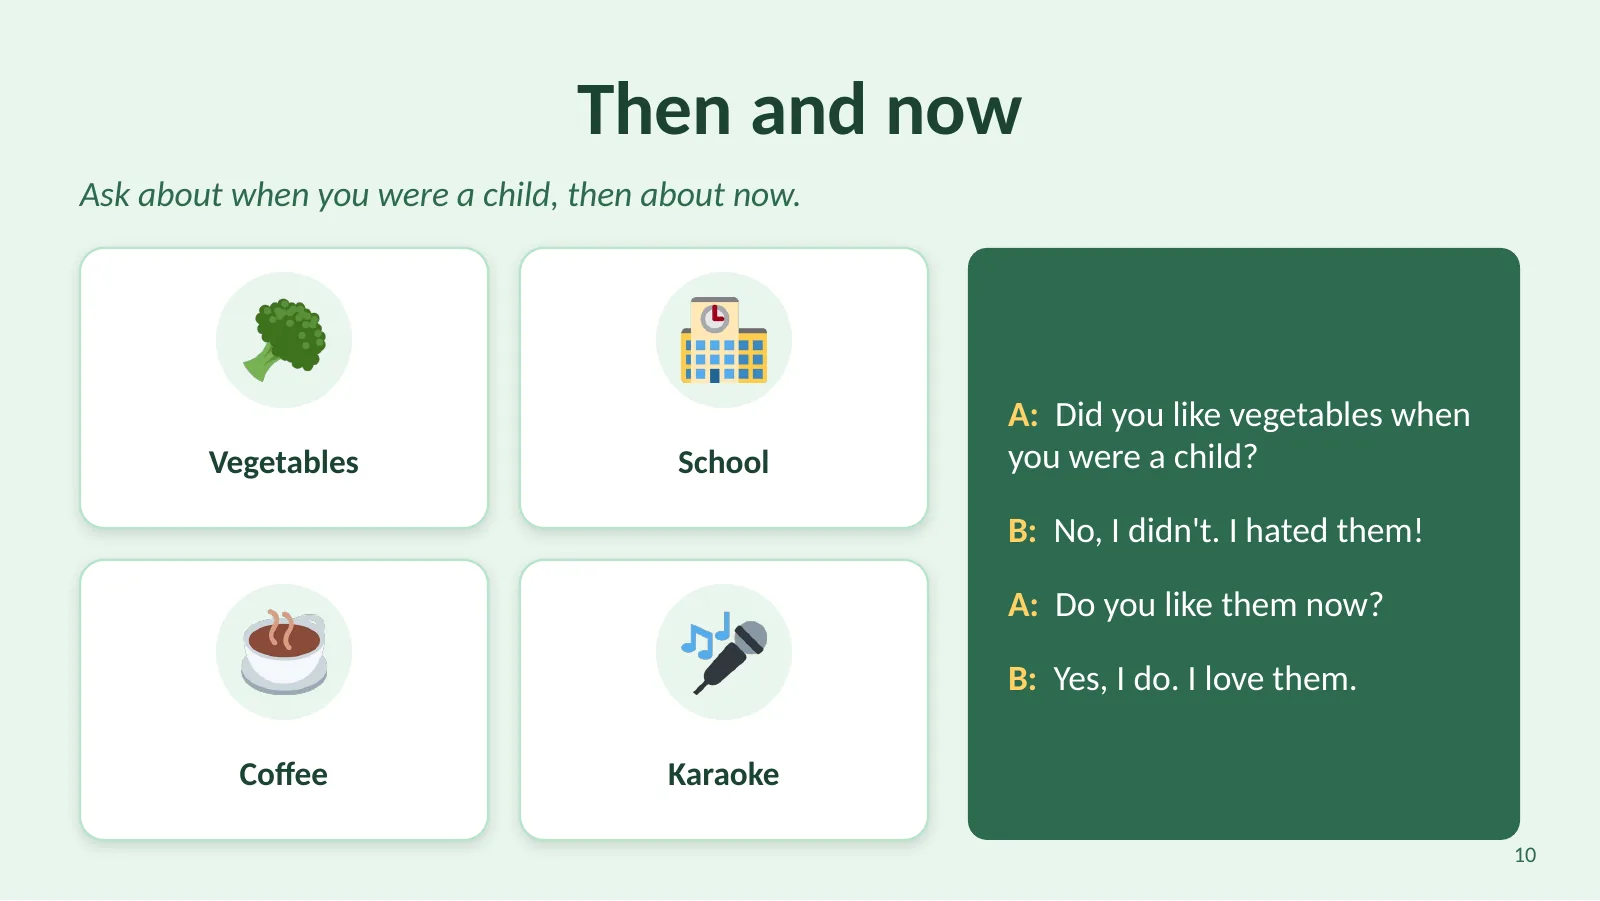 Then and now
Ask about when you were a child, then about now.
Vegetables
School
Coffee
Karaoke
A: Did you like vegetables when
you were a child?
B: No, I didn't. I hated them!
A: Do you like them now?
B: Yes, I do. I love them.
10